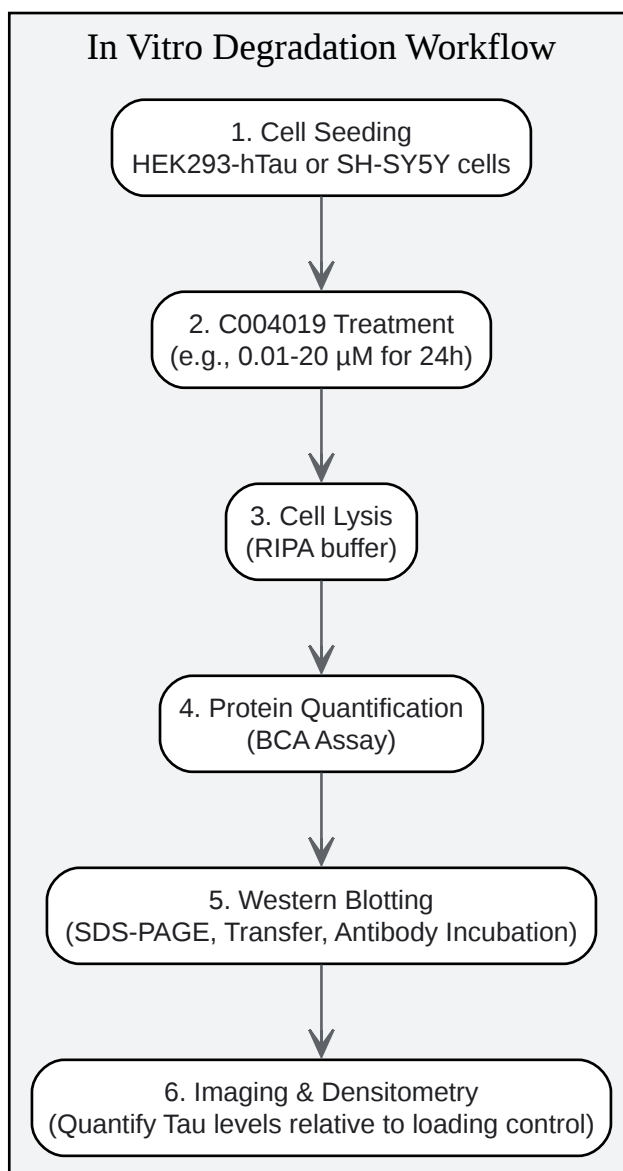 In Vitro Degradation Workflow
1. Cell Seeding
HEK293-hTau or SH-SY5Y cells
2. C004019 Treatment
(e.g., 0.01-20 µM for 24h)
3. Cell Lysis
(RIPA buffer)
4. Protein Quantification
(BCA Assay)
5. Western Blotting
(SDS-PAGE, Transfer, Antibody Incubation)
6. Imaging & Densitometry
(Quantify Tau levels relative to loading control)